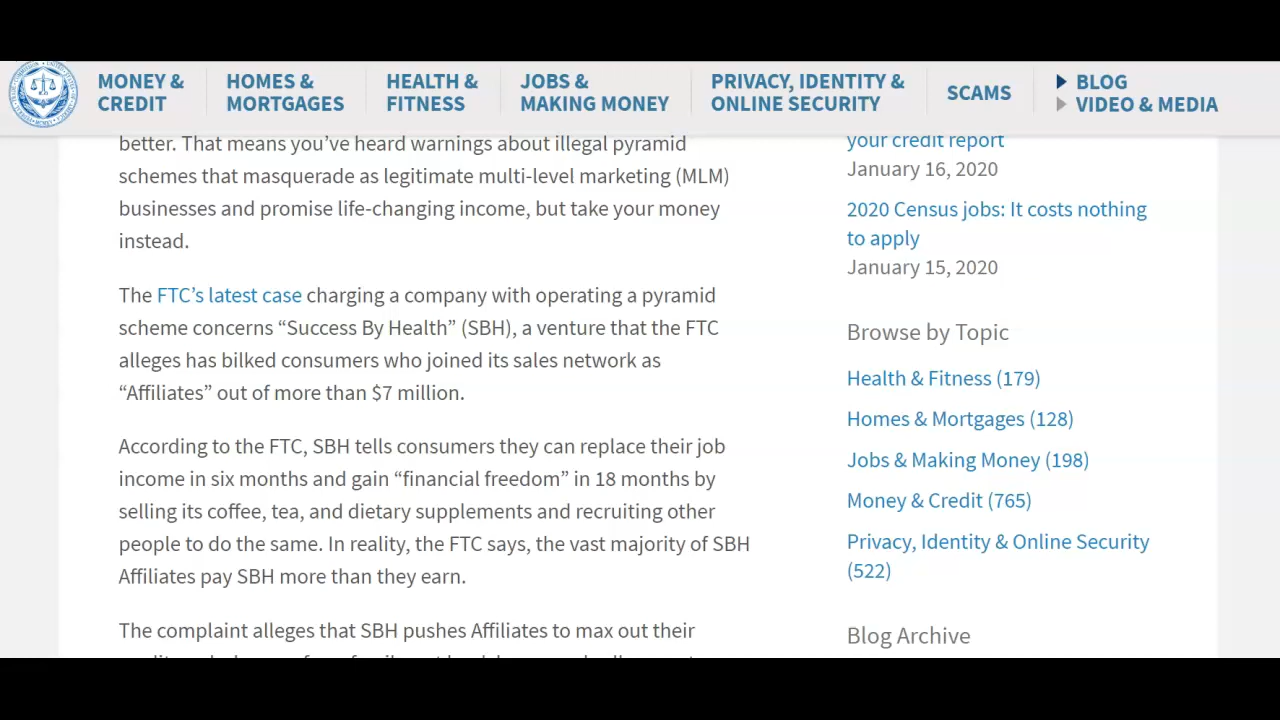 MONEY &
CREDIT
HOMES &
MORTGAGES
HEALTH &
FITNESS
JOBS &
MAKING MONEY
PRIVACY, IDENTITY &
ONLINE SECURITY
SCAMS
BLOG
VIDEO & MEDIA
better. That means you’ve heard warnings about illegal pyramid
schemes that masquerade as legitimate multi-level marketing (MLM)
businesses and promise life-changing income, but take your money
instead.
The FTC’s latest case charging a company with operating a pyramid
scheme concerns “Success By Health” (SBH), a venture that the FTC
alleges has bilked consumers who joined its sales network as
“Affiliates” out of more than $7 million.
According to the FTC, SBH tells consumers they can replace their job
income in six months and gain “financial freedom” in 18 months by
selling its coffee, tea, and dietary supplements and recruiting other
people to do the same. In reality, the FTC says, the vast majority of SBH
Affiliates pay SBH more than they earn.
The complaint alleges that SBH pushes Affiliates to max out their
your credit report
January 16, 2020
2020 Census jobs: It costs nothing
to apply
January 15, 2020
Browse by Topic
Health & Fitness (179)
Homes & Mortgages (128)
Jobs & Making Money (198)
Money & Credit (765)
Privacy, Identity & Online Security
(522)
Blog Archive